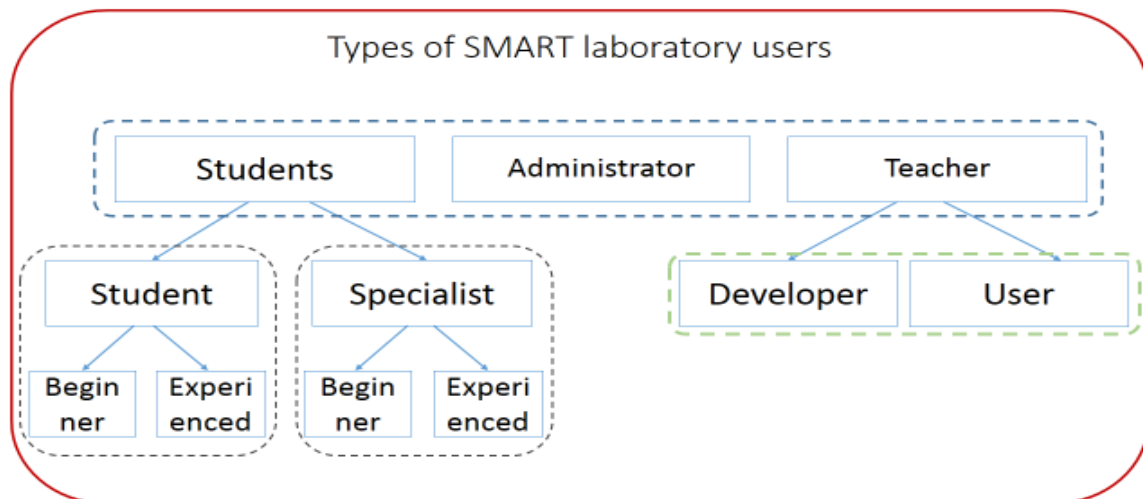 Types of SMART laboratory users
Students
Administrator
Teacher
Student
Specialist
Developer
User
Begin
ner
Experi
enced
Begin
ner
Experi
enced